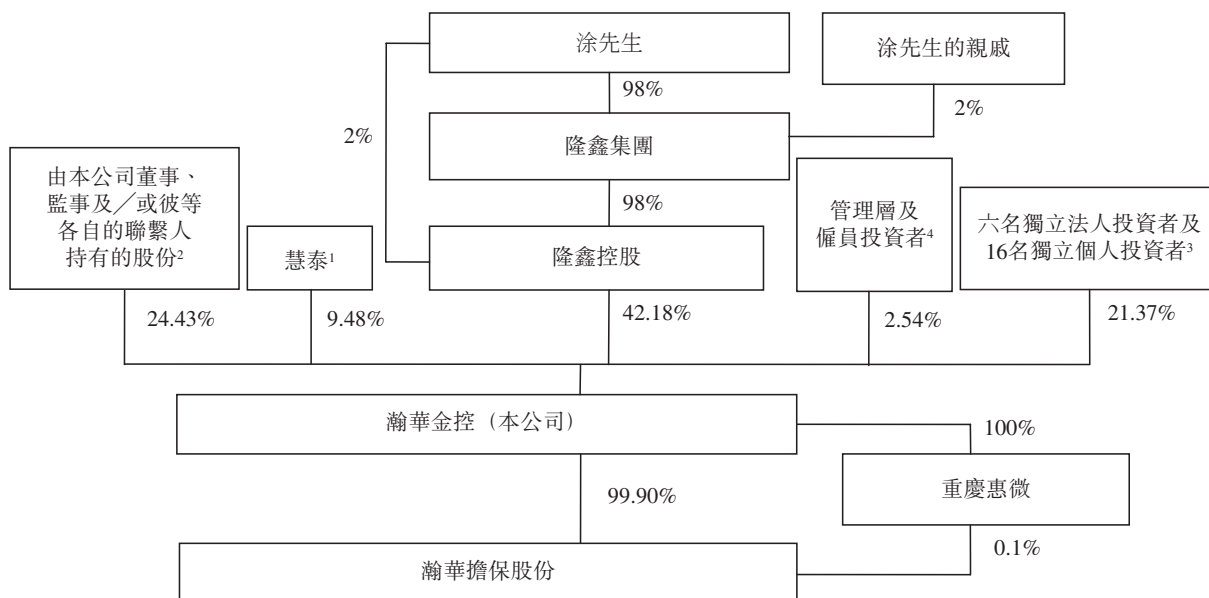 涂先生
涂先生的親戚
98%
2%
2%
隆鑫集團
由本公司董事、
監事及／或彼等
各自的聯繫人
持有的股份2
98%
管理層及
僱員投資者4
六名獨立法人投資者及
16名獨立個人投資者3
慧泰1
隆鑫控股
24.43%
9.48%
42.18%
2.54%
21.37%
瀚華金控（本公司）
100%
99.90%
重慶惠微
0.1%
瀚華擔保股份